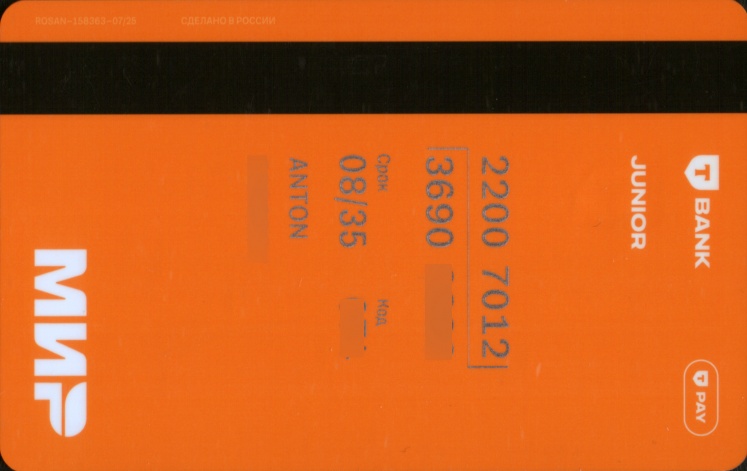 ROSAN-158363-07/25 СДЕЛАНО В РОССИИ
T BANK
JUNIOR
2200 7012
3690
Срок Код
08/35
ANTON
T PAY
МИР